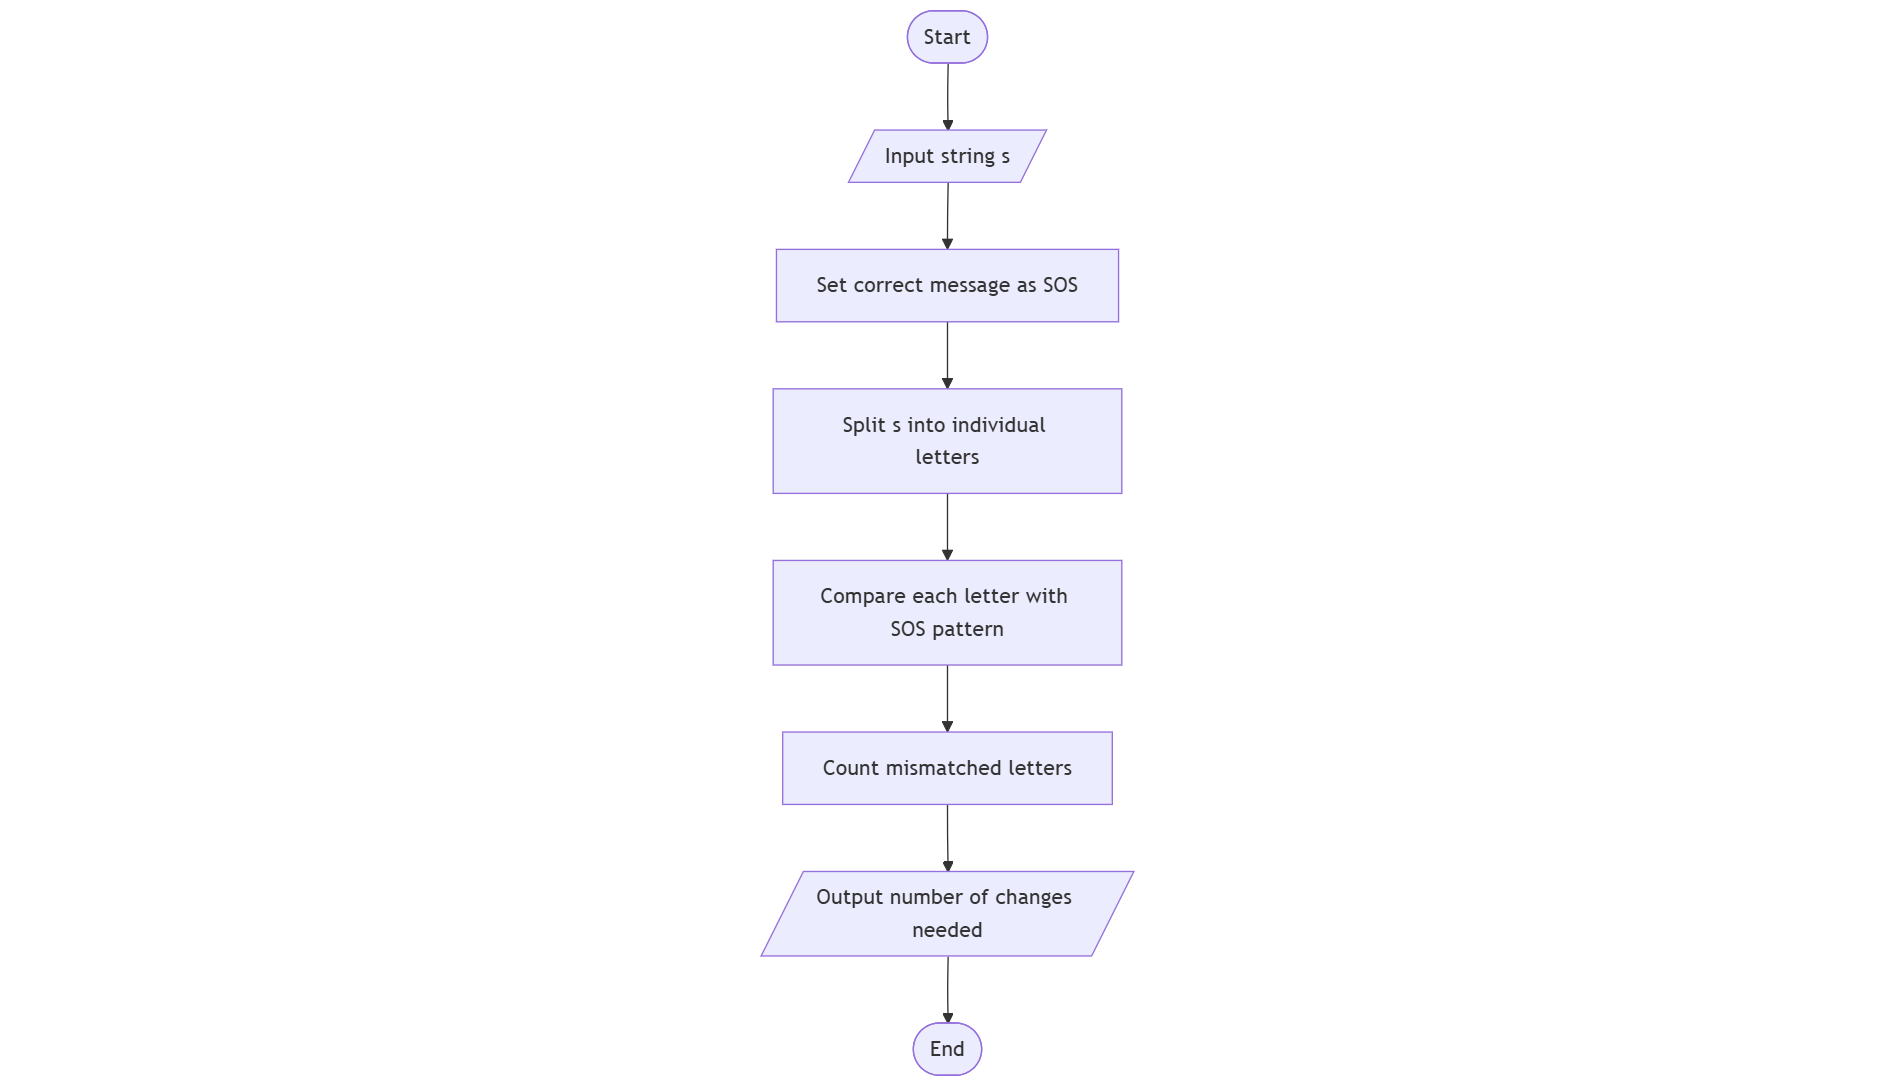 Start
Input string s
Set correct message as SOS
Split s into individual
letters
Compare each letter with
SOS pattern
Count mismatched letters
Output number of changes
needed
End